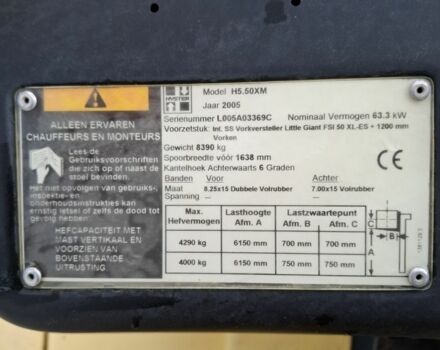 ALLEEN ERVAREN
CHAUFFEURS EN MONTEURS
Lees de
Gebruiksvoorschriften
die zich op of naast de
stoel bevinden.
Het niet opvolgen van gebruiks-,
inspektie- en
onderhoudsinstrukties kan
ernstig letsel of zelfs de dood tot
gevolg hebben.
HEFCAPACITEIT MET
MAST VERTIKAAL EN
VOORZIEN VAN
BOVENSTAANDE
UITRUSTING.
HYSTER
Model H5.50XM
Jaar 2005
Serienummer L005A03369C Nominaal Vermogen 63.3 kW
Voorzetstuk: Int. SS Vorkversteller Little Giant FSI 50 XL-ES + 1200 mm
Vorken
Gewicht 8390 kg
Spoorbreedte vóór 1638 mm
Kantelhoek Achterwaarts 6 Graden
Banden Voor Achter
Maat 8.25x15 Dubbele Volrubber 7.00x15 Volrubber
Spanning -- --
Max. Hefvermogen Lasthoogte Afm. A Lastzwaartepunt Afm. B Afm. C
4290 kg 6150 mm 700 mm 700 mm
4000 kg 6150 mm 750 mm 750 mm
C
B
A